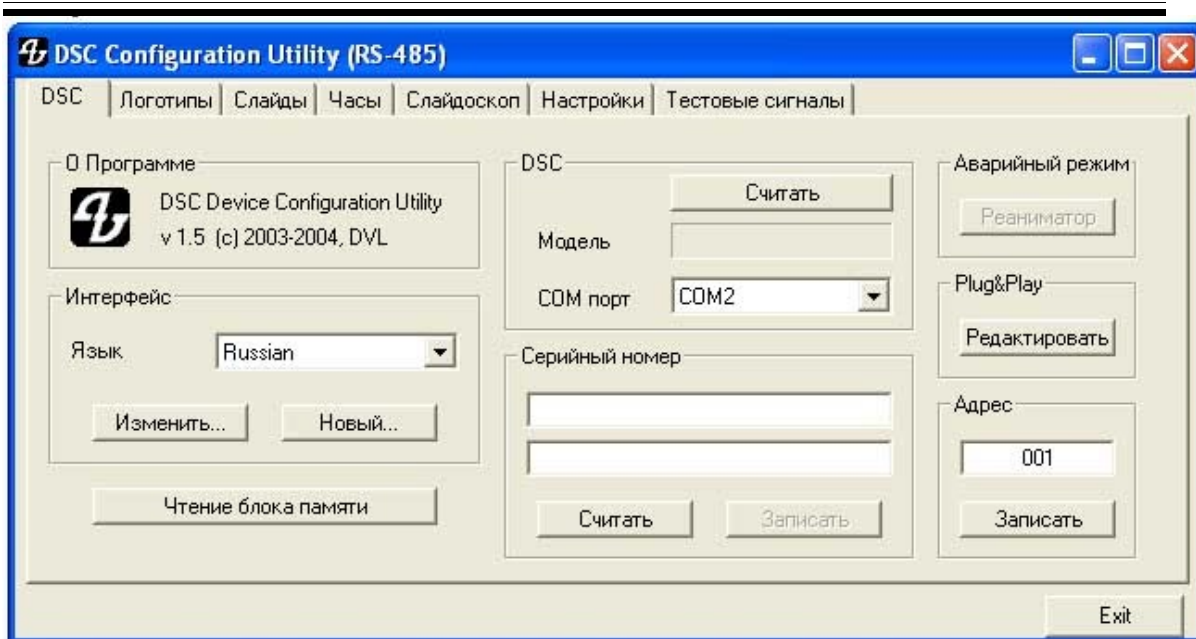 DSC Configuration Utility (RS-485)
DSC Логотипы Слайды Часы Слайдоскоп Настройки Тестовые сигналы
О Программе
DSC Device Configuration Utility
v 1.5 (c) 2003-2004, DVL
Интерфейс
Язык Russian
Изменить... Новый...
Чтение блока памяти
DSC
Считать
Модель
COM порт COM2
Серийный номер
Считать Записать
Аварийный режим
Реаниматор
Plug&Play
Редактировать
Адрес
001
Записать
Exit